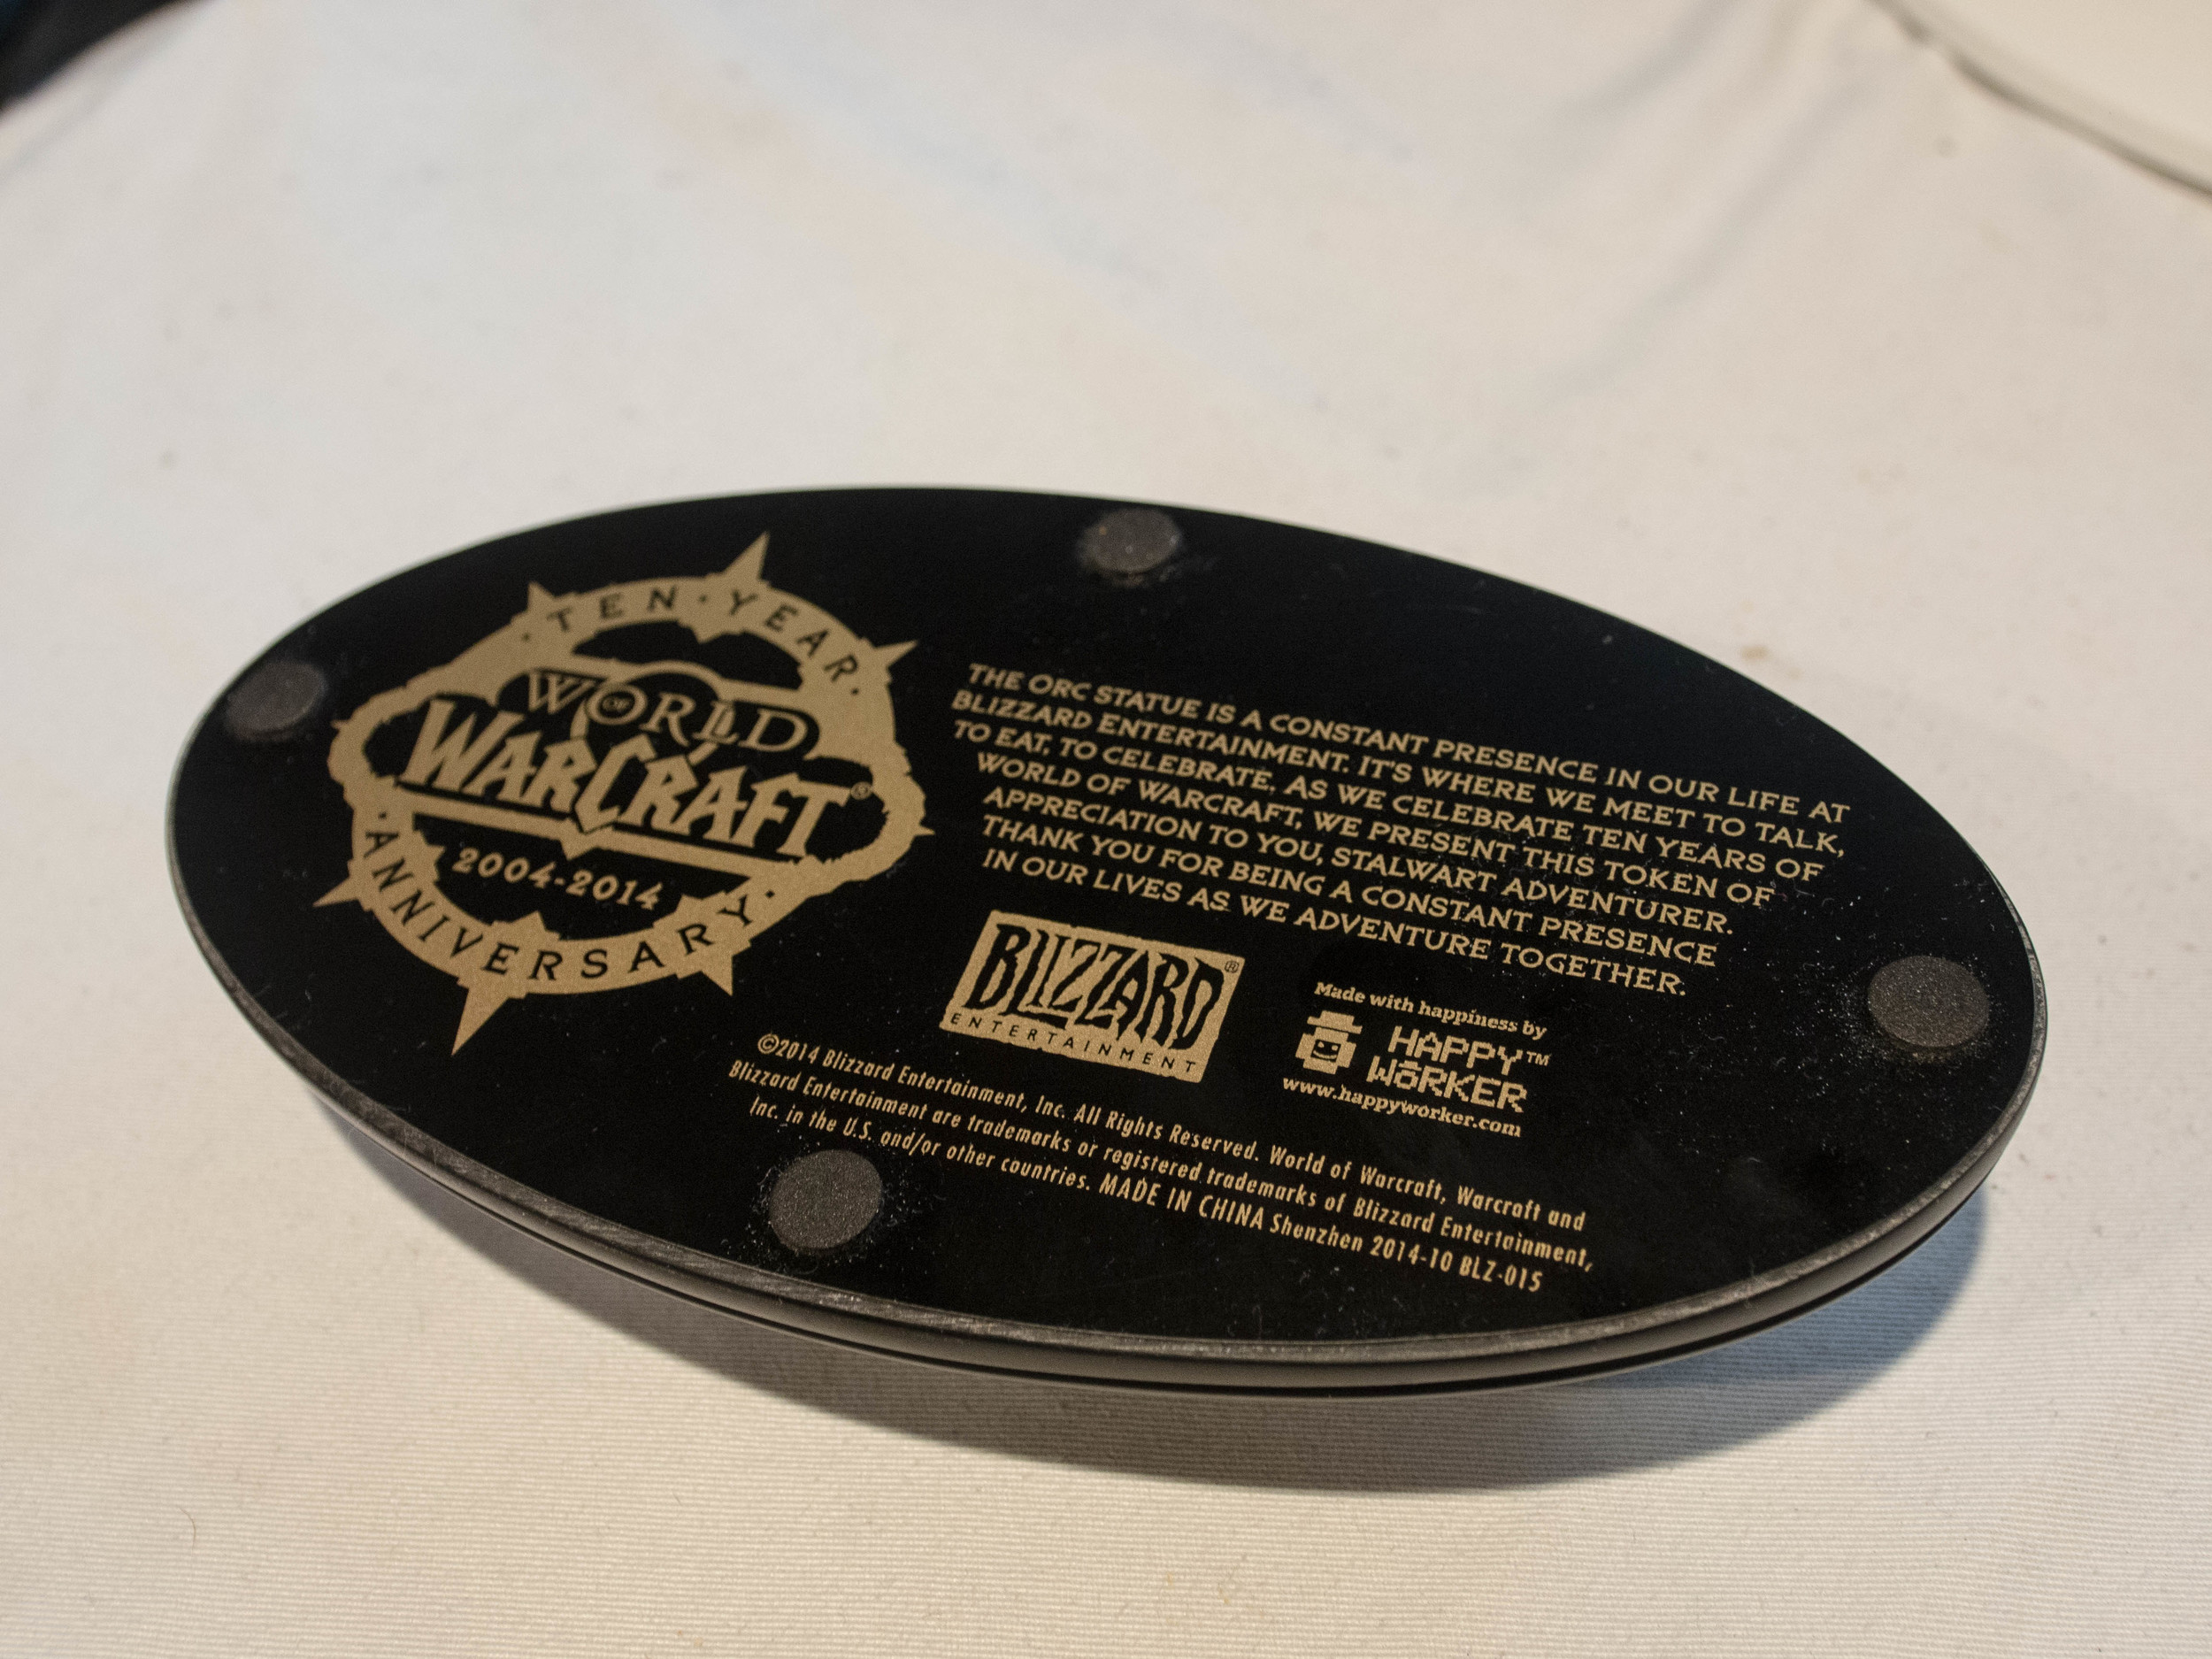 · TEN · YEAR ·
WORLD OF
WARCRAFT®
2004-2014
· ANNIVERSARY ·
THE ORC STATUE IS A CONSTANT PRESENCE IN OUR LIFE AT
BLIZZARD ENTERTAINMENT. IT'S WHERE WE MEET TO TALK,
TO EAT, TO CELEBRATE. AS WE CELEBRATE TEN YEARS OF
WORLD OF WARCRAFT, WE PRESENT THIS TOKEN OF
APPRECIATION TO YOU, STALWART ADVENTURER.
THANK YOU FOR BEING A CONSTANT PRESENCE
IN OUR LIVES AS WE ADVENTURE TOGETHER.
BLIZZARD®
ENTERTAINMENT
Made with happiness by
HAPPY™
WORKER
www.happyworker.com
©2014 Blizzard Entertainment, Inc. All Rights Reserved. World of Warcraft, Warcraft and
Blizzard Entertainment are trademarks or registered trademarks of Blizzard Entertainment,
Inc. in the U.S. and/or other countries. MADE IN CHINA Shenzhen 2014-10 BLZ-015